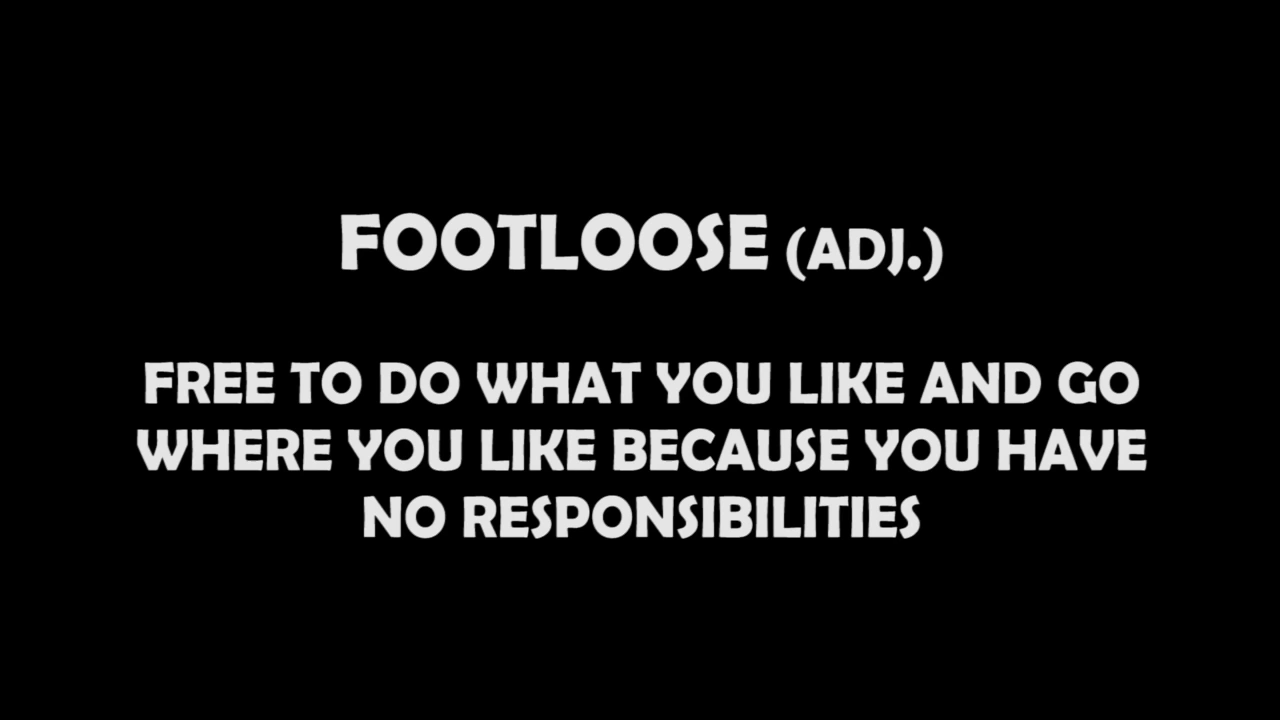 FOOTLOOSE (ADJ.)
FREE TO DO WHAT YOU LIKE AND GO
WHERE YOU LIKE BECAUSE YOU HAVE
NO RESPONSIBILITIES